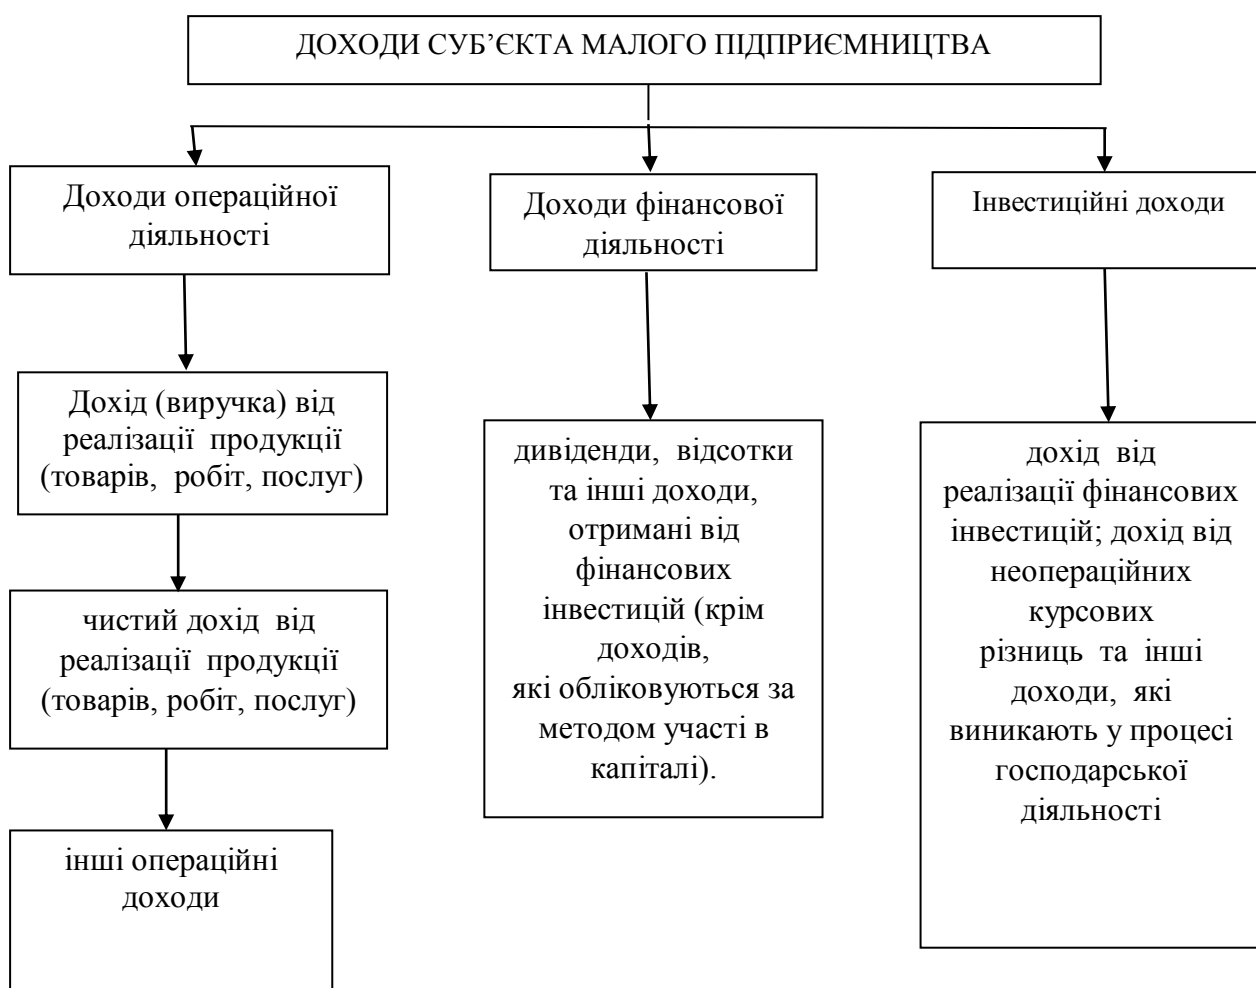 ДОХОДИ СУБ’ЄКТА МАЛОГО ПІДПРИЄМНИЦТВА
Доходи операційної
діяльності
Доходи фінансової
діяльності
Інвестиційні доходи
Дохід (виручка) від
реалізації продукції
(товарів, робіт, послуг)
чистий дохід від
реалізації продукції
(товарів, робіт, послуг)
інші операційні
доходи
дивіденди, відсотки
та інші доходи,
отримані від
фінансових
інвестицій (крім
доходів,
які обліковуються за
методом участі в
капіталі).
дохід від
реалізації фінансових
інвестицій; дохід від
неопераційних
курсових
різниць та інші
доходи, які
виникають у процесі
господарської
діяльності